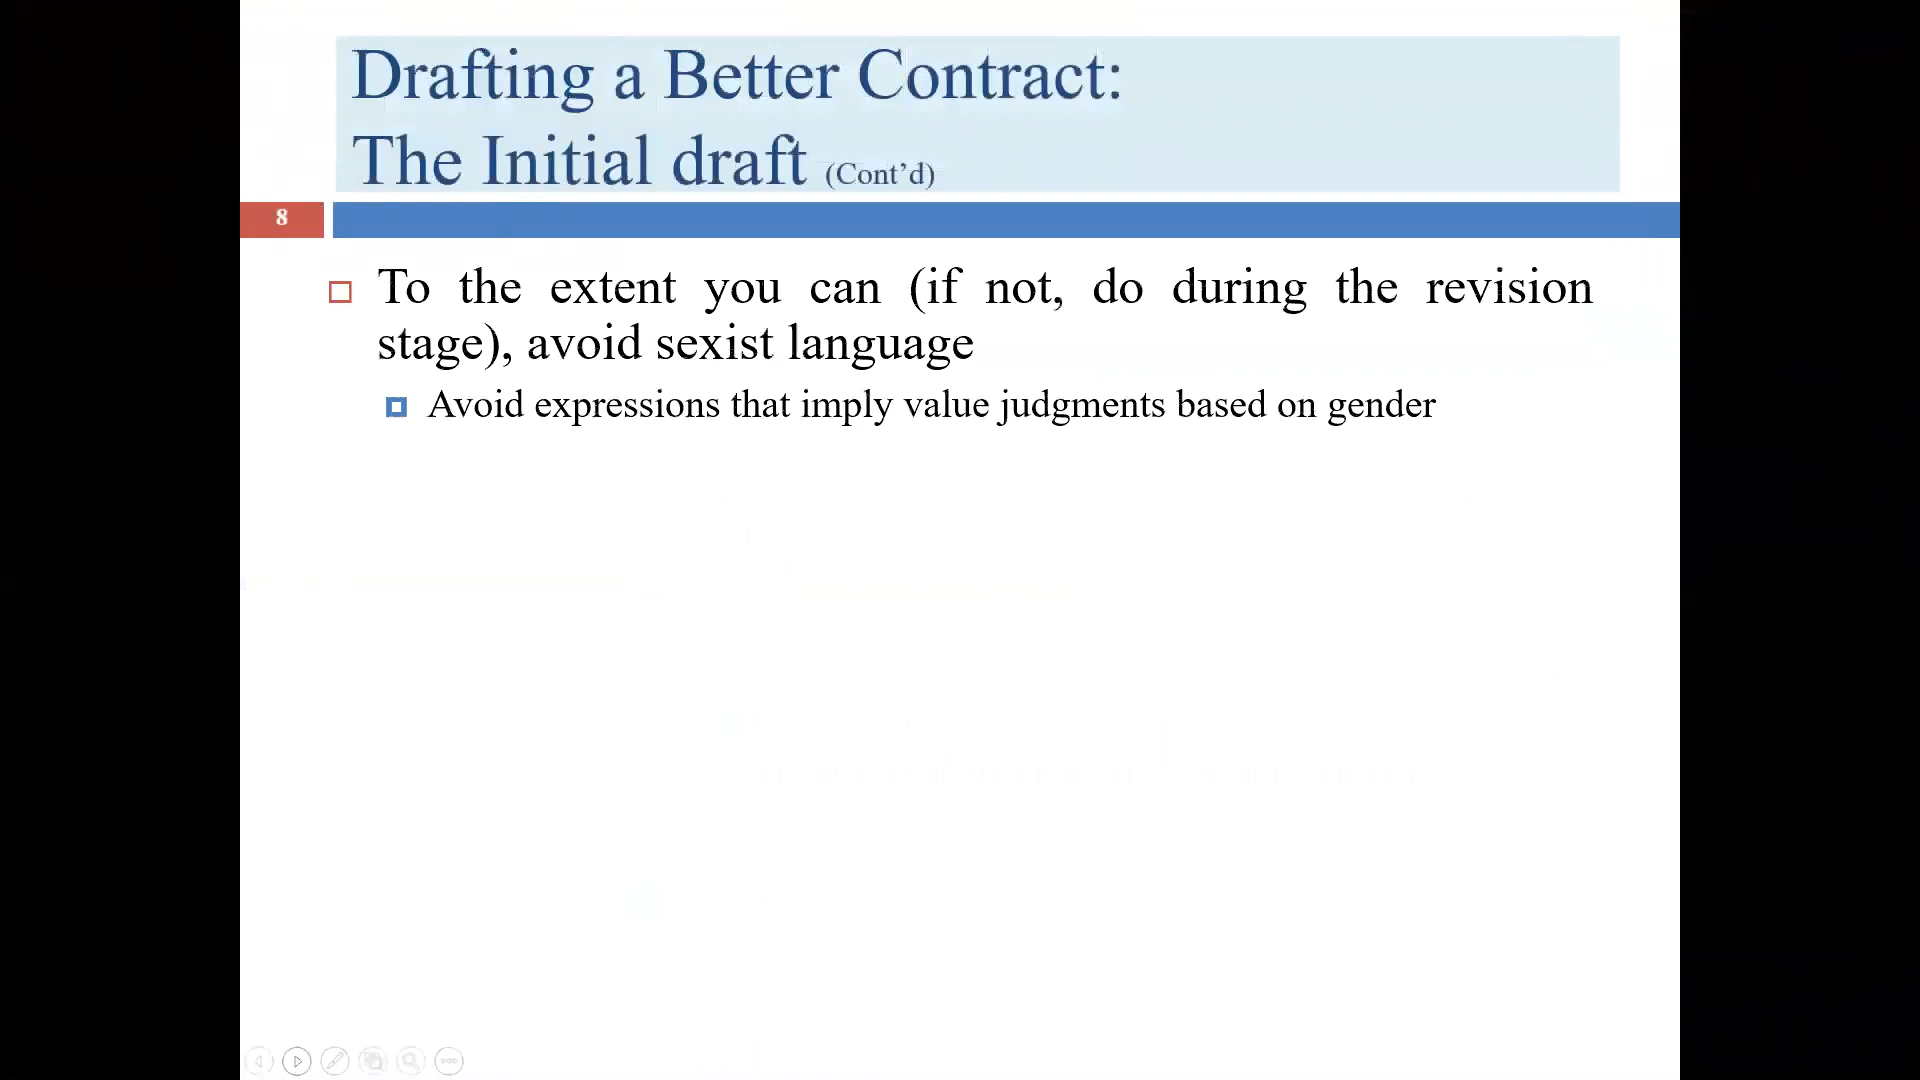 Drafting a Better Contract:
The Initial draft (Cont’d)
8
To the extent you can (if not, do during the revision
stage), avoid sexist language
Avoid expressions that imply value judgments based on gender